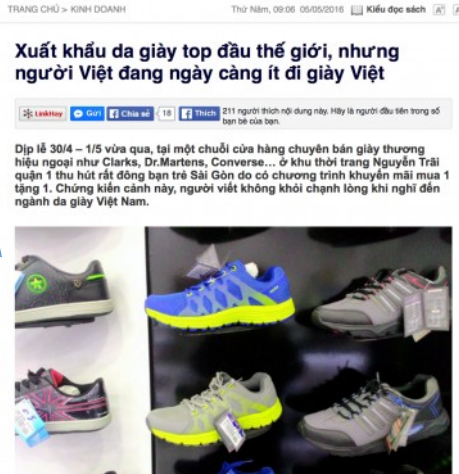 TRANG CHỦ > KINH DOANH
Thứ Năm, 09:06 05/05/2016 Kiểu đọc sách A
Xuất khẩu da giày top đầu thế giới, nhưng
người Việt đang ngày càng ít đi giày Việt
LinkHay Gửi Chia sẻ 18 Thích 211 người thích nội dung này. Hãy là người đầu tiên trong số
bạn bè của bạn.
Dịp lễ 30/4 – 1/5 vừa qua, tại một chuỗi cửa hàng chuyên bán giày thương
hiệu ngoại như Clarks, Dr.Martens, Converse… ở khu thời trang Nguyễn Trãi
quận 1 thu hút rất đông bạn trẻ Sài Gòn do có chương trình khuyến mãi mua 1
tặng 1. Chứng kiến cảnh này, người viết không khỏi chạnh lòng khi nghĩ đến
ngành da giày Việt Nam.